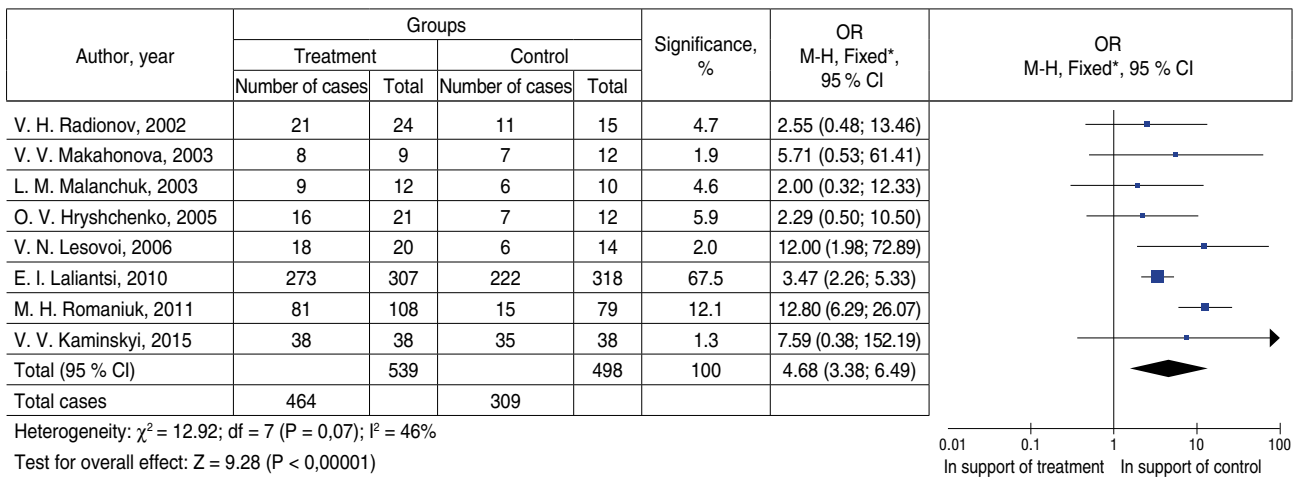 Author, year
Groups
Treatment Control
Number of cases Total Number of cases Total
Significance,
%
OR
M-H, Fixed*,
95 % CI
OR
M-H, Fixed*, 95 % CI
V. H. Radionov, 2002 21 24 11 15 4.7 2.55 (0.48; 13.46)
V. V. Makahonova, 2003 8 9 7 12 1.9 5.71 (0.53; 61.41)
L. M. Malanchuk, 2003 9 12 6 10 4.6 2.00 (0.32; 12.33)
O. V. Hryshchenko, 2005 16 21 7 12 5.9 2.29 (0.50; 10.50)
V. N. Lesovoi, 2006 18 20 6 14 2.0 12.00 (1.98; 72.89)
E. I. Laliantsi, 2010 273 307 222 318 67.5 3.47 (2.26; 5.33)
M. H. Romaniuk, 2011 81 108 15 79 12.1 12.80 (6.29; 26.07)
V. V. Kaminskyi, 2015 38 38 35 38 1.3 7.59 (0.38; 152.19)
Total (95 % CI) 539 498 100 4.68 (3.38; 6.49)
Total cases 464 309
Heterogeneity: χ² = 12.92; df = 7 (P = 0,07); I² = 46%
Test for overall effect: Z = 9.28 (P < 0,00001)
0.01 0.1 1 10 100
In support of treatment In support of control